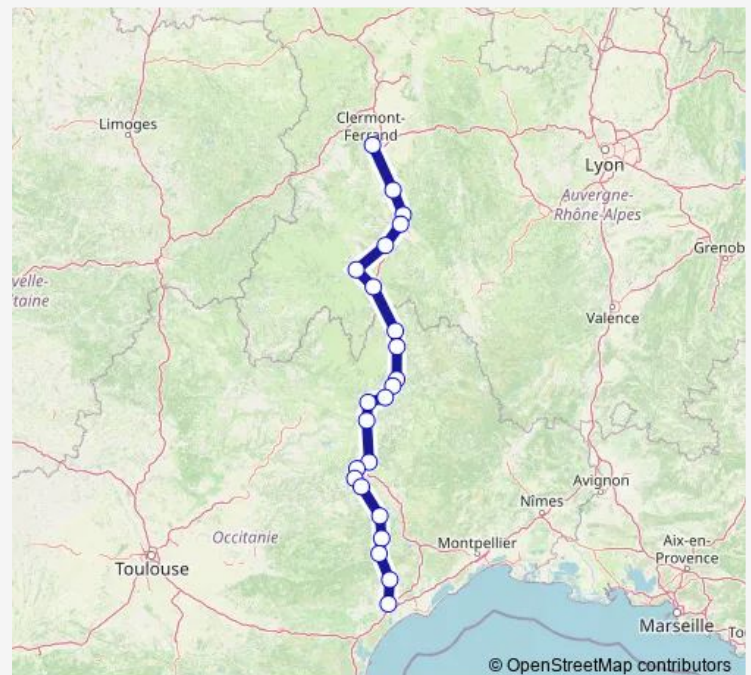 Limoges
Clermont-
Ferrand
Lyon
Auvergne-
Rhône-Alpes
Grenob
velle-
taine
Valence
Avignon
Nîmes
Occitanie
Montpellier
Aix-en-
Provence
Toulouse
Marseille
To
© OpenStreetMap contributors